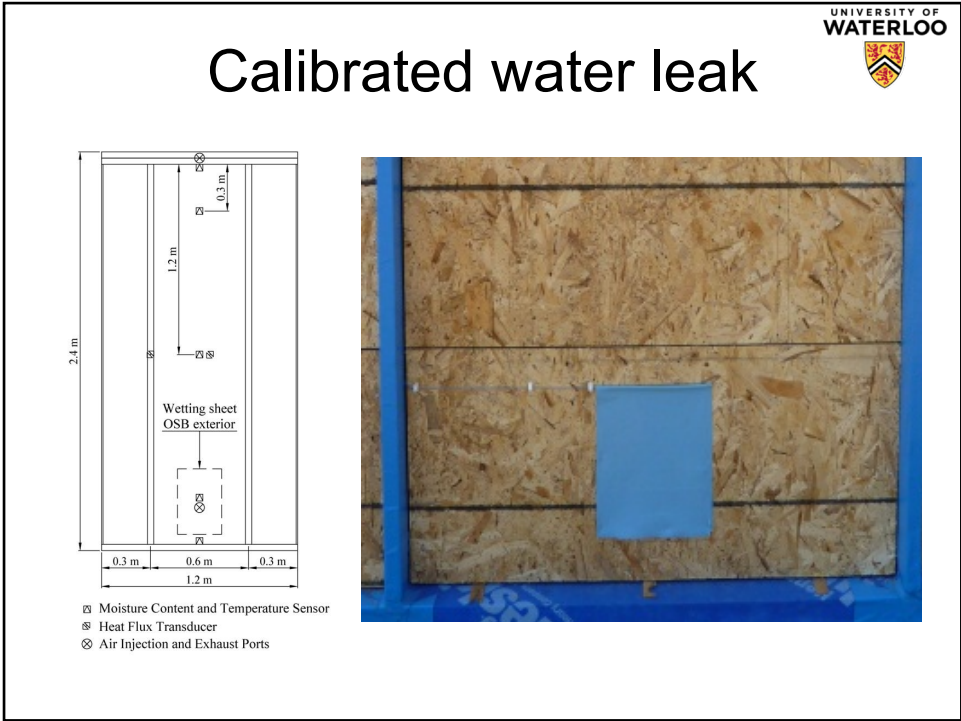 UNIVERSITY OF
WATERLOO
Calibrated water leak
0.3 m
1.2 m
2.4 m
Wetting sheet
OSB exterior
0.3 m
0.6 m
0.3 m
1.2 m
Moisture Content and Temperature Sensor
Heat Flux Transducer
Air Injection and Exhaust Ports